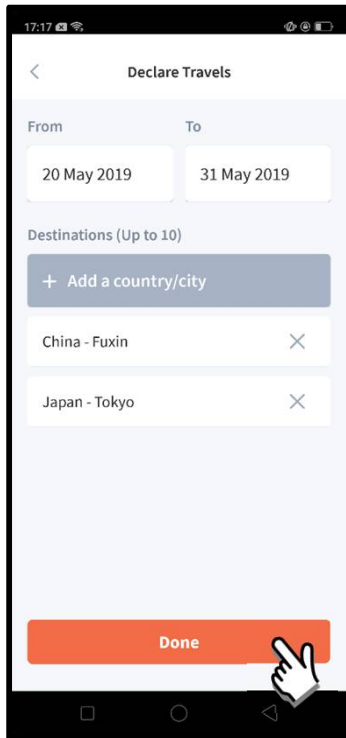 17:17
Declare Travels
From To
20 May 2019 31 May 2019
Destinations (Up to 10)
+ Add a country/city
China - Fuxin
Japan - Tokyo
Done